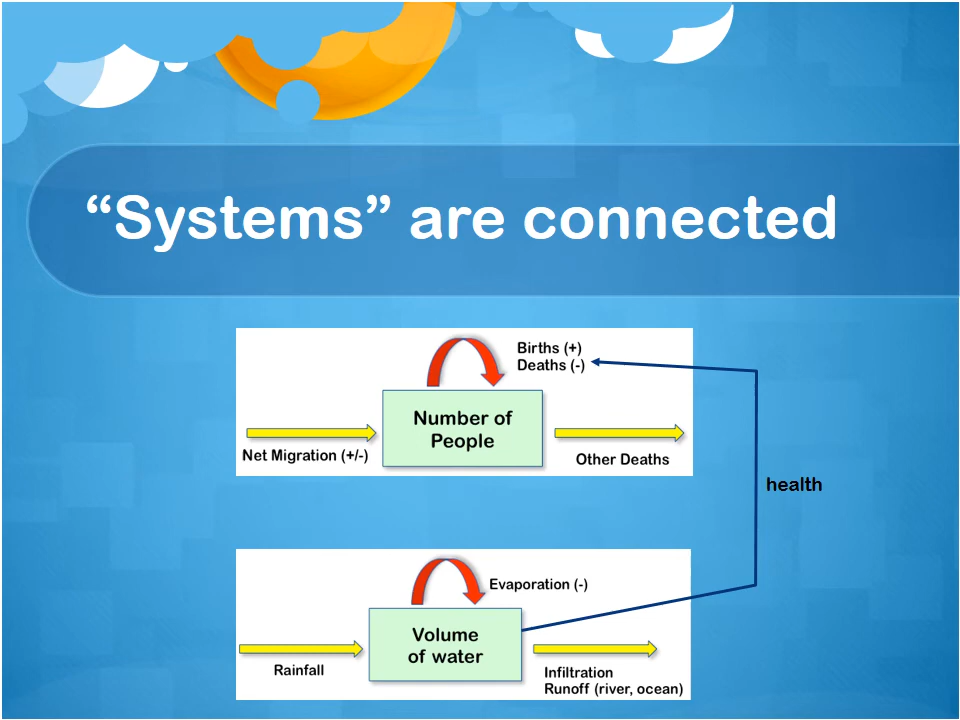 “Systems” are connected
Births (+)
Deaths (-)
Number of
People
Net Migration (+/-)
Other Deaths
health
Evaporation (-)
Volume
of water
Rainfall
Infiltration
Runoff (river, ocean)